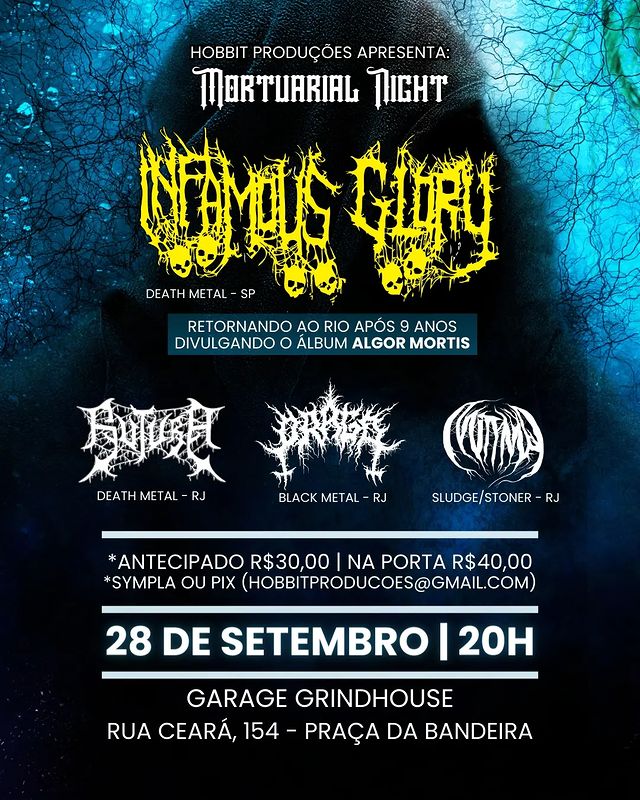 HOBBIT PRODUÇÕES APRESENTA:
MORTUARIAL NIGHT
INFAMOUS GLORY
DEATH METAL - SP
RETORNANDO AO RIO APÓS 9 ANOS
DIVULGANDO O ÁLBUM ALGOR MORTIS
DEATH METAL - RJ
BLACK METAL - RJ
SLUDGE/STONER - RJ
*ANTECIPADO R$30,00 | NA PORTA R$40,00
*SYMPLA OU PIX (HOBBITPRODUCOES@GMAIL.COM)
28 DE SETEMBRO | 20H
GARAGE GRINDHOUSE
RUA CEARÁ, 154 - PRAÇA DA BANDEIRA